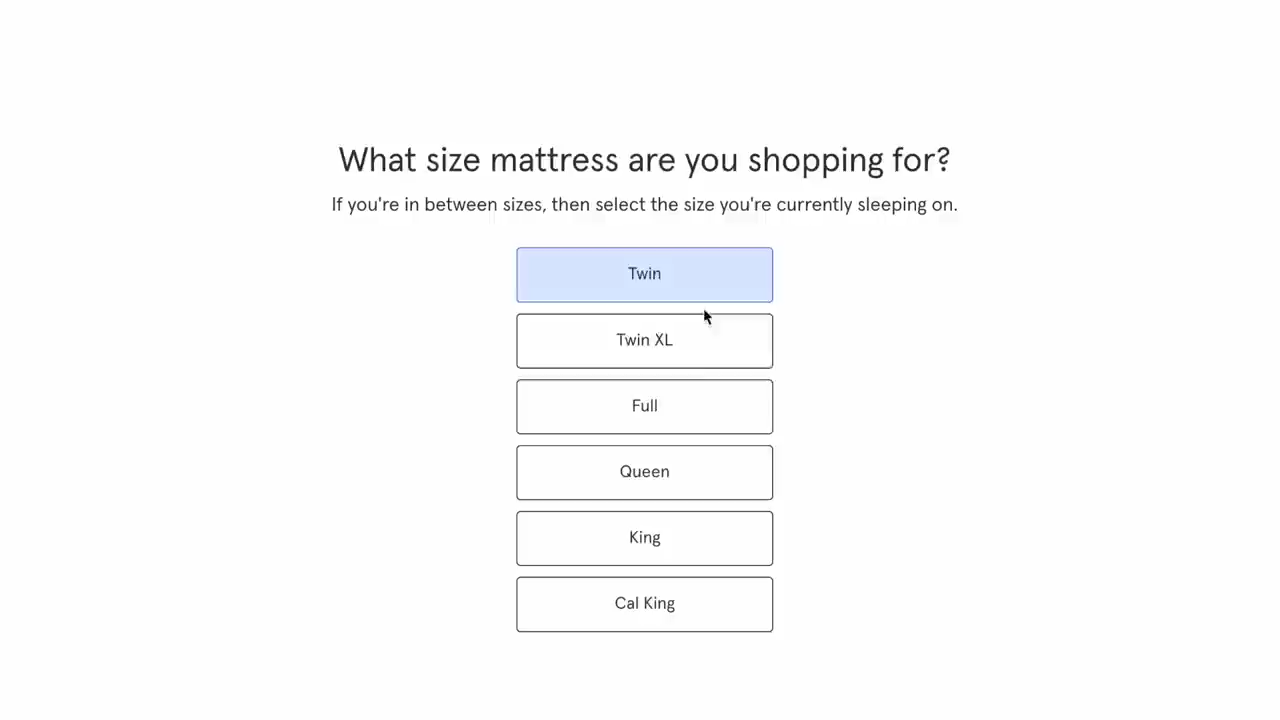 What size mattress are you shopping for?
If you're in between sizes, then select the size you're currently sleeping on.
Twin
Twin XL
Full
Queen
King
Cal King